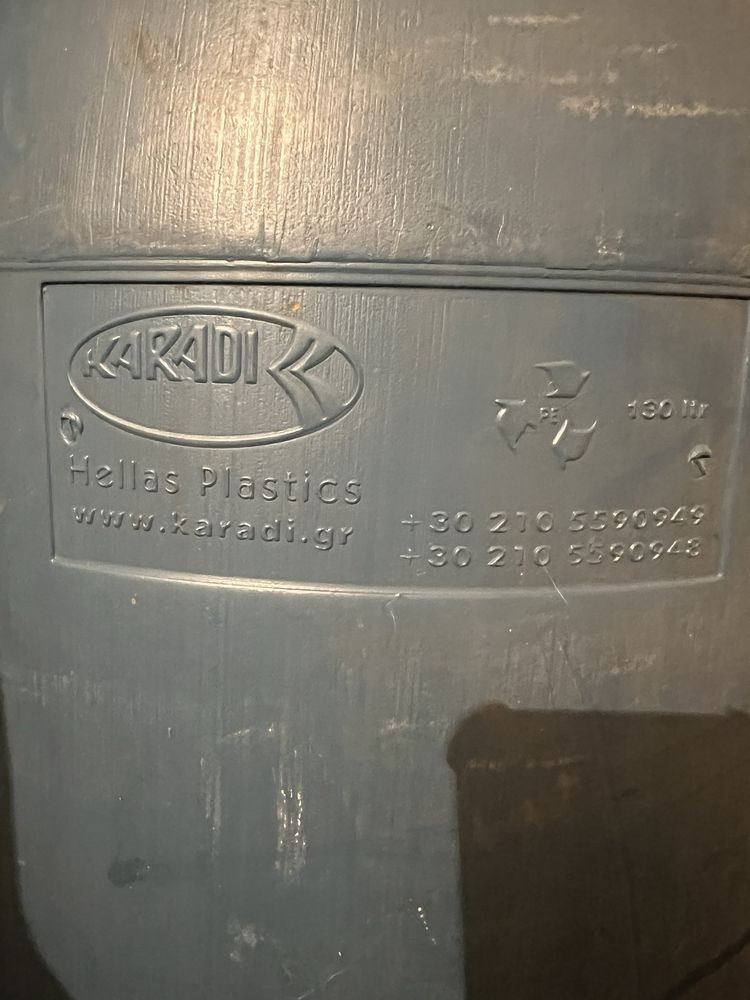 KARADI
Hellas Plastics
www.karadi.gr
PE
130 ltr
+30 210 5590949
+30 210 5590948